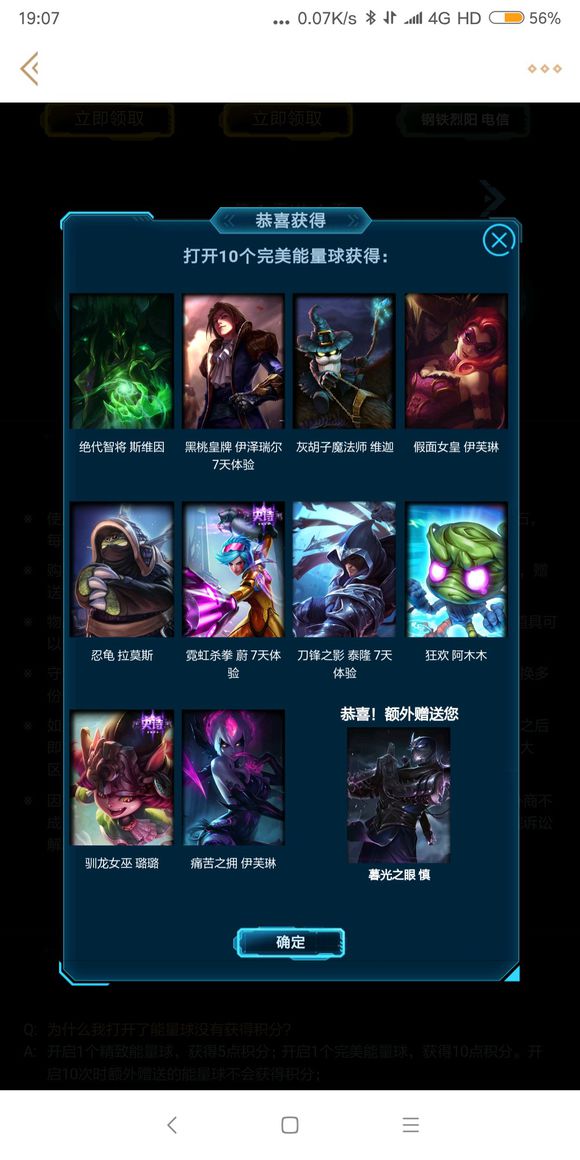 19:07
... 0.07K/s 4G HD 56%
立即领取 立即领取 钢铁烈阳 电信
恭喜获得
打开10个完美能量球获得：
绝代智将 斯维因
黑桃皇牌 伊泽瑞尔
7天体验
灰胡子魔法师 维迦
假面女皇 伊芙琳
史诗
忍龟 拉莫斯
霓虹杀拳 蔚 7天体
验
刀锋之影 泰隆 7天
体验
狂欢 阿木木
史诗
恭喜！额外赠送您
驯龙女巫 璐璐
痛苦之拥 伊芙琳
暮光之眼 慎
确定
Q: 为什么我打开了能量球没有获得积分?
A: 开启1个精致能量球，获得5点积分；开启1个完美能量球，获得10点积分。开
启10次时额外赠送的能量球不会获得积分；